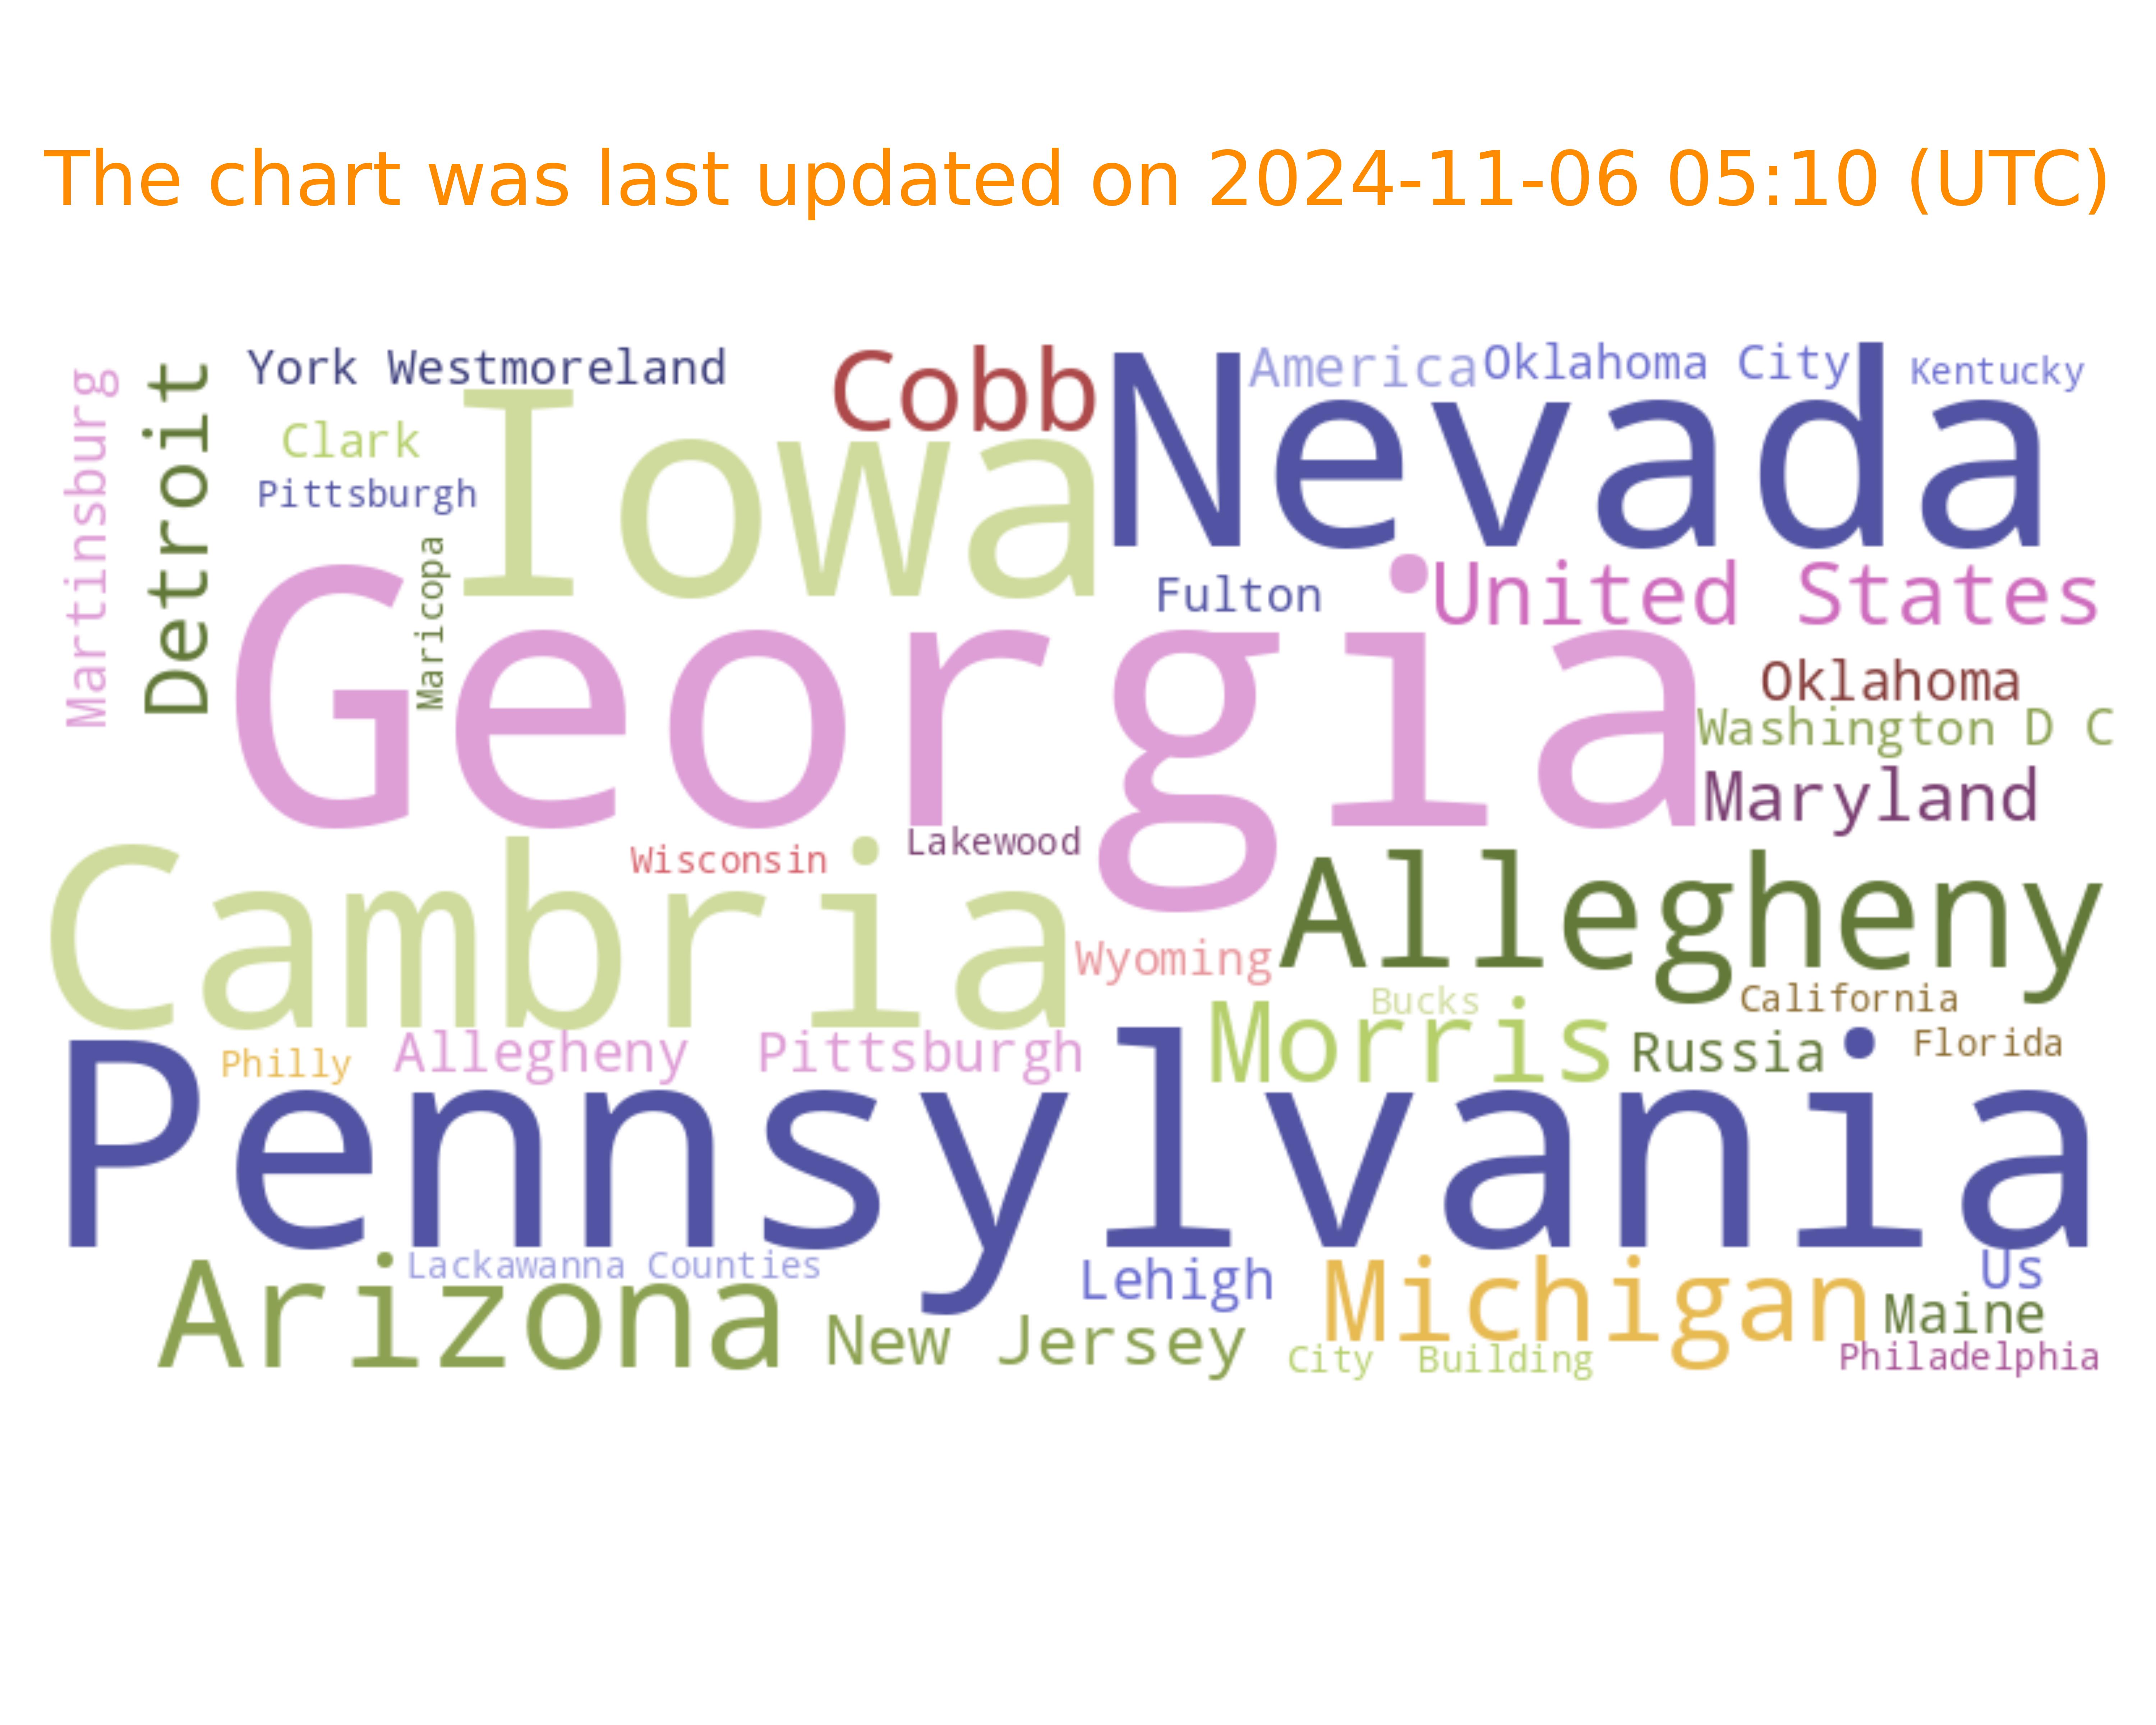 The chart was last updated on 2024-11-06 05:10 (UTC)
York Westmoreland
Cobb
America
Oklahoma City
Kentucky
Martinsburg
Detroit
Clark
Pittsburgh
Iowa
Nevada
Maricopa
Fulton
United States
Georgia
Oklahoma
Washington D C
Maryland
Wisconsin
Lakewood
Cambria
Allegheny
Wyoming
Bucks
California
Philly
Allegheny Pittsburgh
Morris
Russia
Florida
Pennsylvania
Lackawanna Counties
Arizona
Lehigh
Michigan
Us
New Jersey
Maine
City Building
Philadelphia